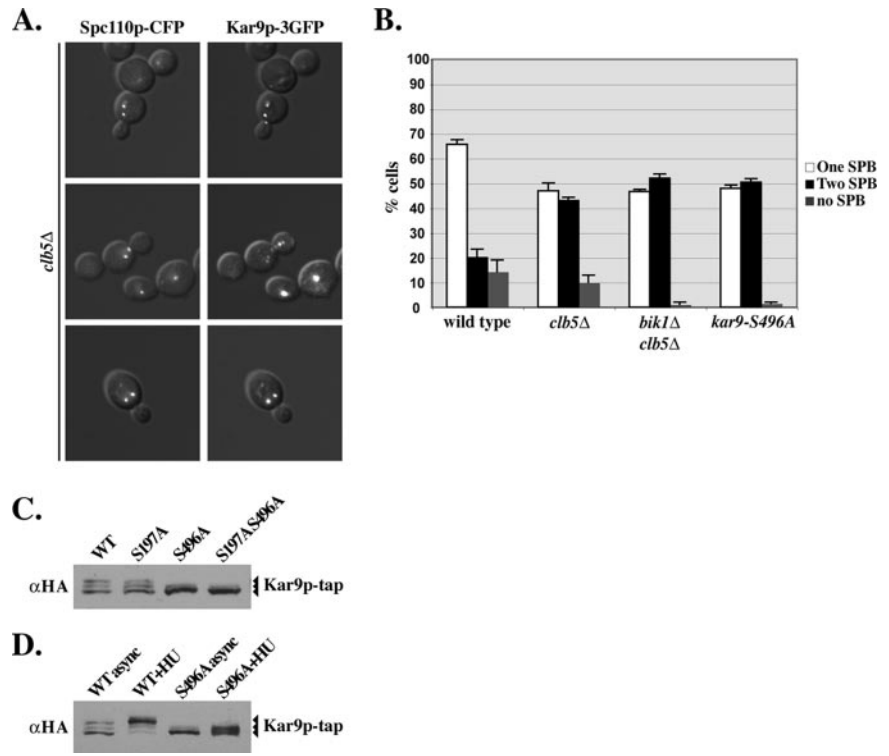 A.
Spc110p-CFP Kar9p-3GFP
clb5Δ
B.
100
90
80
70
60
50
40
30
20
10
0
% cells
wild type
clb5Δ
bik1Δ
clb5Δ
kar9-S496A
One SPB
Two SPB
no SPB
C.
WT S197A S496A S197AS496A
αHA Kar9p-tap
D.
WT async WT+HU S496A async S496A+HU
αHA Kar9p-tap